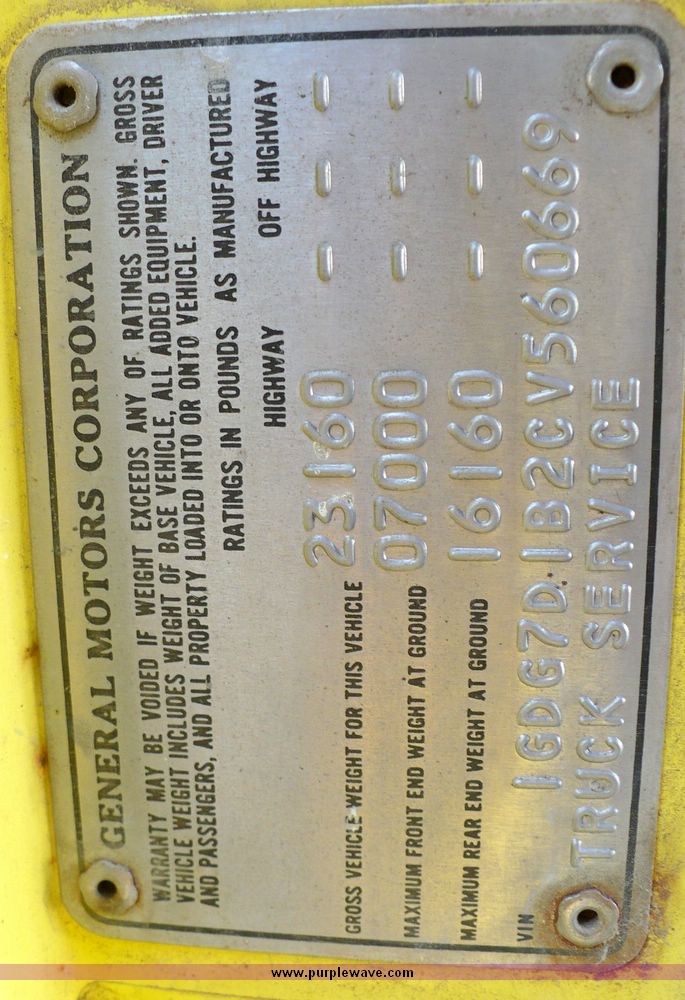 GENERAL MOTORS CORPORATION
WARRANTY MAY BE VOIDED IF WEIGHT EXCEEDS ANY OF RATINGS SHOWN. GROSS
VEHICLE WEIGHT INCLUDES WEIGHT OF BASE VEHICLE, ALL ADDED EQUIPMENT, DRIVER
AND PASSENGERS, AND ALL PROPERTY LOADED INTO OR ONTO VEHICLE.
RATINGS IN POUNDS AS MANUFACTURED
HIGHWAY OFF HIGHWAY
GROSS VEHICLE WEIGHT FOR THIS VEHICLE 23160 - - -
MAXIMUM FRONT END WEIGHT AT GROUND 07000 - - -
MAXIMUM REAR END WEIGHT AT GROUND 16160 - - -
VIN 1GDG7D1B2CV560669
TRUCK SERVICE
www.purplewave.com